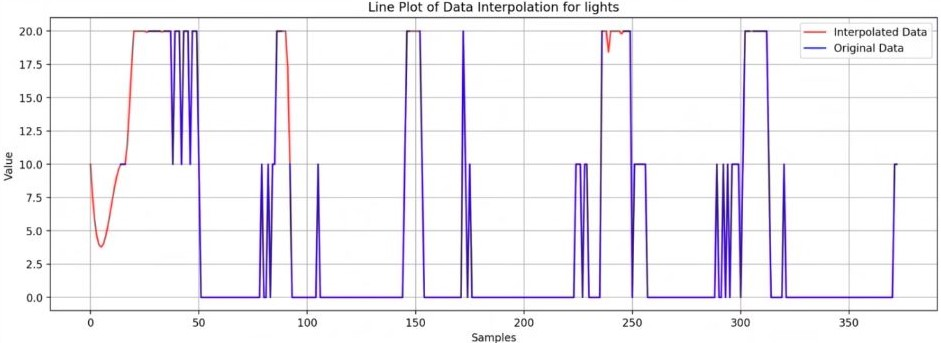 Line Plot of Data Interpolation for lights
Interpolated Data
Original Data
Value
20.0
17.5
15.0
12.5
10.0
7.5
5.0
2.5
0.0
0 50 100 150 200 250 300 350
Samples